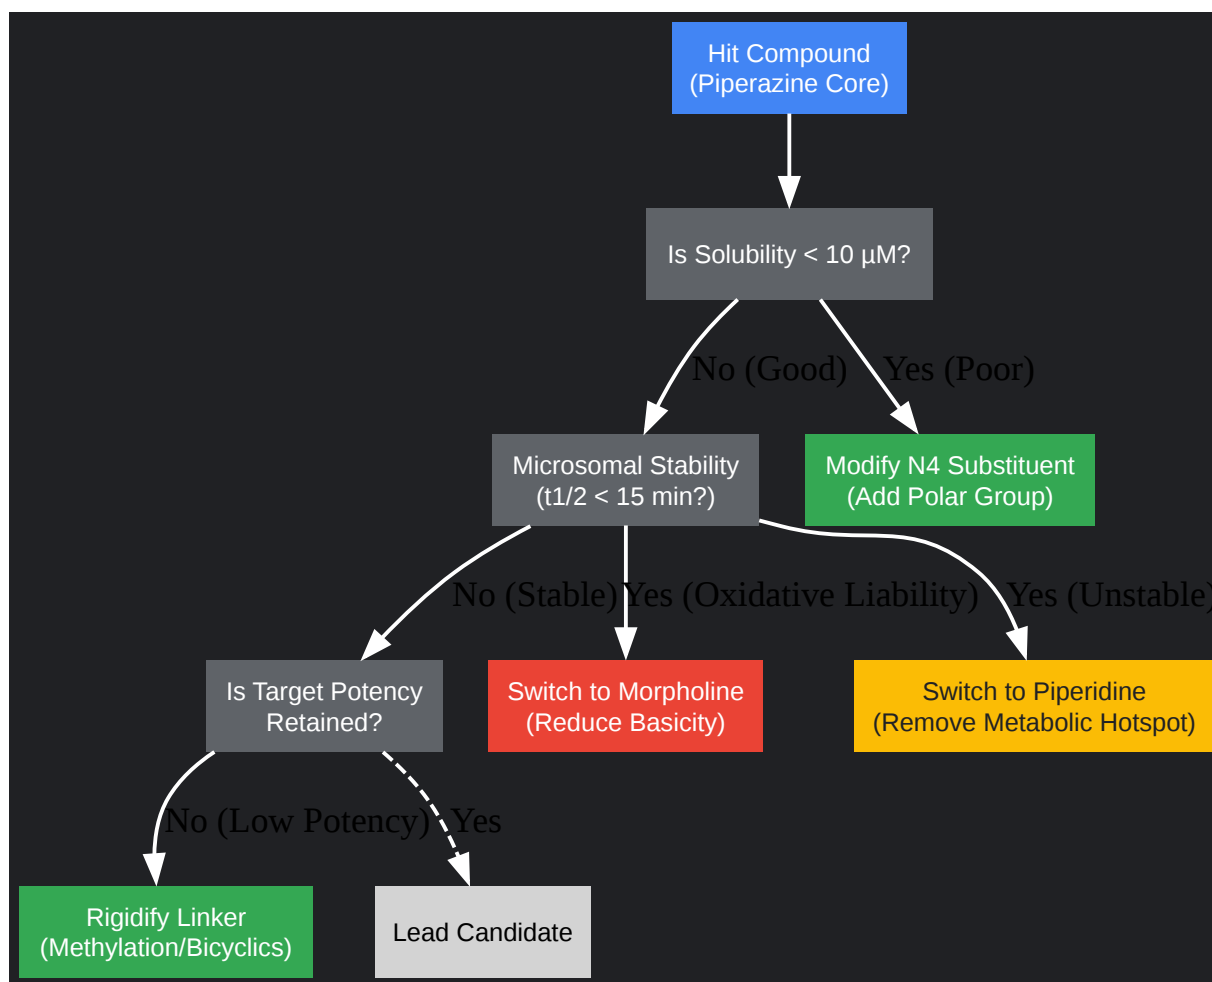 Hit Compound
(Piperazine Core)
Is Solubility < 10 µM?
No (Good)
Yes (Poor)
Microsomal Stability
(t1/2 < 15 min?)
Modify N4 Substituent
(Add Polar Group)
No (Stable)
Yes (Oxidative Liability)
Yes (Unstable)
Is Target Potency
Retained?
Switch to Morpholine
(Reduce Basicity)
Switch to Piperidine
(Remove Metabolic Hotspot)
No (Low Potency)
Yes
Rigidify Linker
(Methylation/Bicyclics)
Lead Candidate